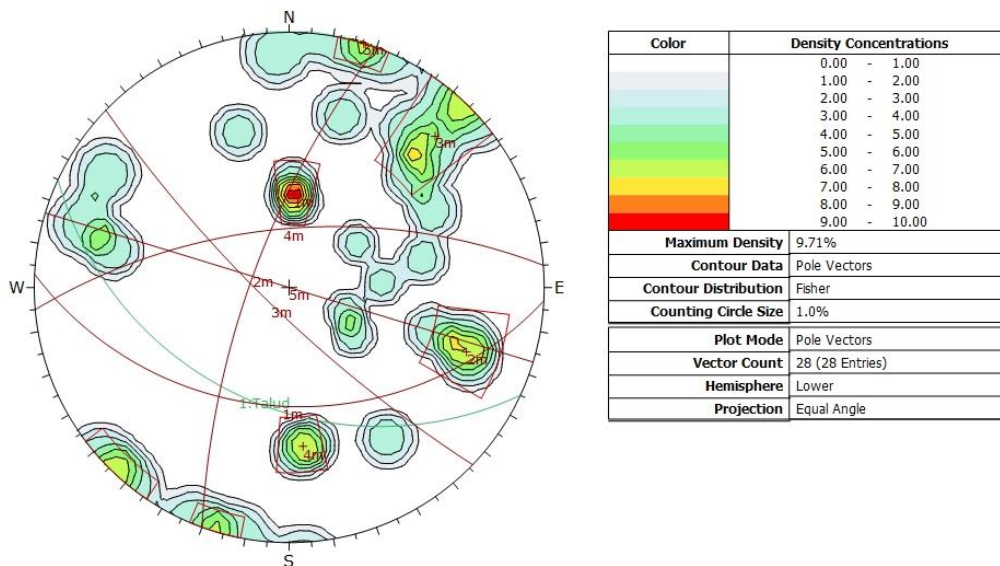 N
5m
3m
1m
4m
W
2m
5m
E
3m
2m
1:Talud
1m
4m
S
Color Density Concentrations
0.00 - 1.00
1.00 - 2.00
2.00 - 3.00
3.00 - 4.00
4.00 - 5.00
5.00 - 6.00
6.00 - 7.00
7.00 - 8.00
8.00 - 9.00
9.00 - 10.00
Maximum Density 9.71%
Contour Data Pole Vectors
Contour Distribution Fisher
Counting Circle Size 1.0%
Plot Mode Pole Vectors
Vector Count 28 (28 Entries)
Hemisphere Lower
Projection Equal Angle